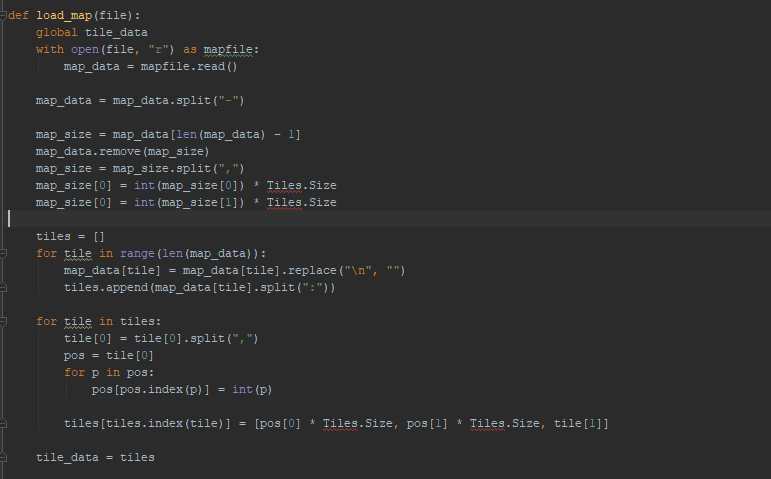 def load_map(file):
    global tile_data
    with open(file, "r") as mapfile:
        map_data = mapfile.read()

    map_data = map_data.split("-")

    map_size = map_data[len(map_data) - 1]
    map_data.remove(map_size)
    map_size = map_size.split(",")
    map_size[0] = int(map_size[0]) * Tiles.Size
    map_size[0] = int(map_size[1]) * Tiles.Size

    tiles = []
    for tile in range(len(map_data)):
        map_data[tile] = map_data[tile].replace("\n", "")
        tiles.append(map_data[tile].split(":"))

    for tile in tiles:
        tile[0] = tile[0].split(",")
        pos = tile[0]
        for p in pos:
            pos[pos.index(p)] = int(p)

        tiles[tiles.index(tile)] = [pos[0] * Tiles.Size, pos[1] * Tiles.Size, tile[1]]

    tile_data = tiles